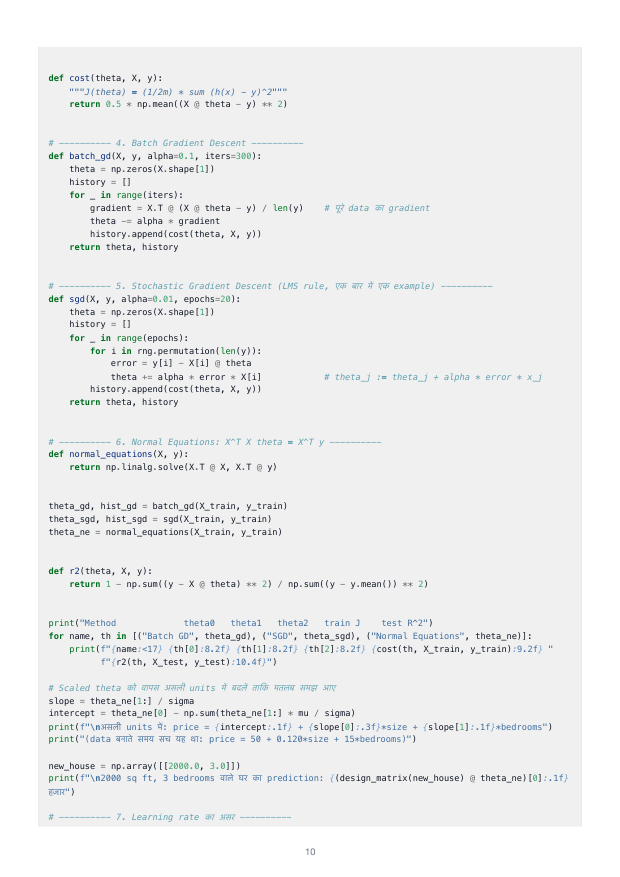 def cost(theta, X, y):
    """J(theta) = (1/2m) * sum (h(x) − y)^2"""
    return 0.5 * np.mean((X @ theta − y) ** 2)
# −−−−−−−−−− 4. Batch Gradient Descent −−−−−−−−−−
def batch_gd(X, y, alpha=0.1, iters=300):
    theta = np.zeros(X.shape[1])
    history = []
    for _ in range(iters):
        gradient = X.T @ (X @ theta − y) / len(y)    # पूरे data का gradient
        theta −= alpha * gradient
        history.append(cost(theta, X, y))
    return theta, history
# −−−−−−−−−− 5. Stochastic Gradient Descent (LMS rule, एक बार में एक example) −−−−−−−−−−
def sgd(X, y, alpha=0.01, epochs=20):
    theta = np.zeros(X.shape[1])
    history = []
    for _ in range(epochs):
        for i in rng.permutation(len(y)):
            error = y[i] − X[i] @ theta
            theta += alpha * error * X[i]            # theta_j := theta_j + alpha * error * x_j
        history.append(cost(theta, X, y))
    return theta, history
# −−−−−−−−−− 6. Normal Equations: X^T X theta = X^T y −−−−−−−−−−
def normal_equations(X, y):
    return np.linalg.solve(X.T @ X, X.T @ y)
theta_gd, hist_gd = batch_gd(X_train, y_train)
theta_sgd, hist_sgd = sgd(X_train, y_train)
theta_ne = normal_equations(X_train, y_train)
def r2(theta, X, y):
    return 1 − np.sum((y − X @ theta) ** 2) / np.sum((y − y.mean()) ** 2)
print("Method             theta0   theta1   theta2   train J    test R^2")
for name, th in [("Batch GD", theta_gd), ("SGD", theta_sgd), ("Normal Equations", theta_ne)]:
    print(f"{name:<17} {th[0]:8.2f} {th[1]:8.2f} {th[2]:8.2f} {cost(th, X_train, y_train):9.2f} "
          f"{r2(th, X_test, y_test):10.4f}")
# Scaled theta को वापस असली units में बदलें ताकि मतलब समझ आए
slope = theta_ne[1:] / sigma
intercept = theta_ne[0] − np.sum(theta_ne[1:] * mu / sigma)
print(f"\nअसली units में: price = {intercept:.1f} + {slope[0]:.3f}*size + {slope[1]:.1f}*bedrooms")
print("(data बनाते समय सच यह था: price = 50 + 0.120*size + 15*bedrooms)")
new_house = np.array([[2000.0, 3.0]])
print(f"\n2000 sq ft, 3 bedrooms वाले घर का prediction: {(design_matrix(new_house) @ theta_ne)[0]:.1f}
हज़ार")
# −−−−−−−−−− 7. Learning rate का असर −−−−−−−−−−
10